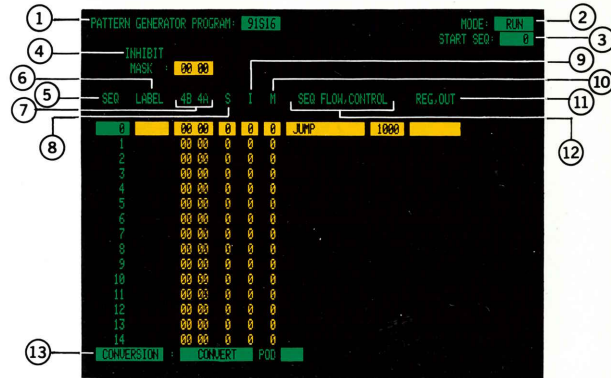 1 PATTERN GENERATOR PROGRAM: 91S16 MODE: RUN 2
START SEQ: 0 3
4 INHIBIT
MASK : 00 00
6 9
5 SEQ LABEL 4B 4A S I M SEQ FLOW,CONTROL REG,OUT 10
7 11
8 12
0 00 00 0 0 0 JUMP 1000
1 00 00 0 0 0
2 00 00 0 0 0
3 00 00 0 0 0
4 00 00 0 0 0
5 00 00 0 0 0
6 00 00 0 0 0
7 00 00 0 0 0
8 00 00 0 0 0
9 00 00 0 0 0
10 00 00 0 0 0
11 00 00 0 0 0
12 00 00 0 0 0
13 00 00 0 0 0
14 00 00 0 0 0
13 CONVERSION : CONVERT POD